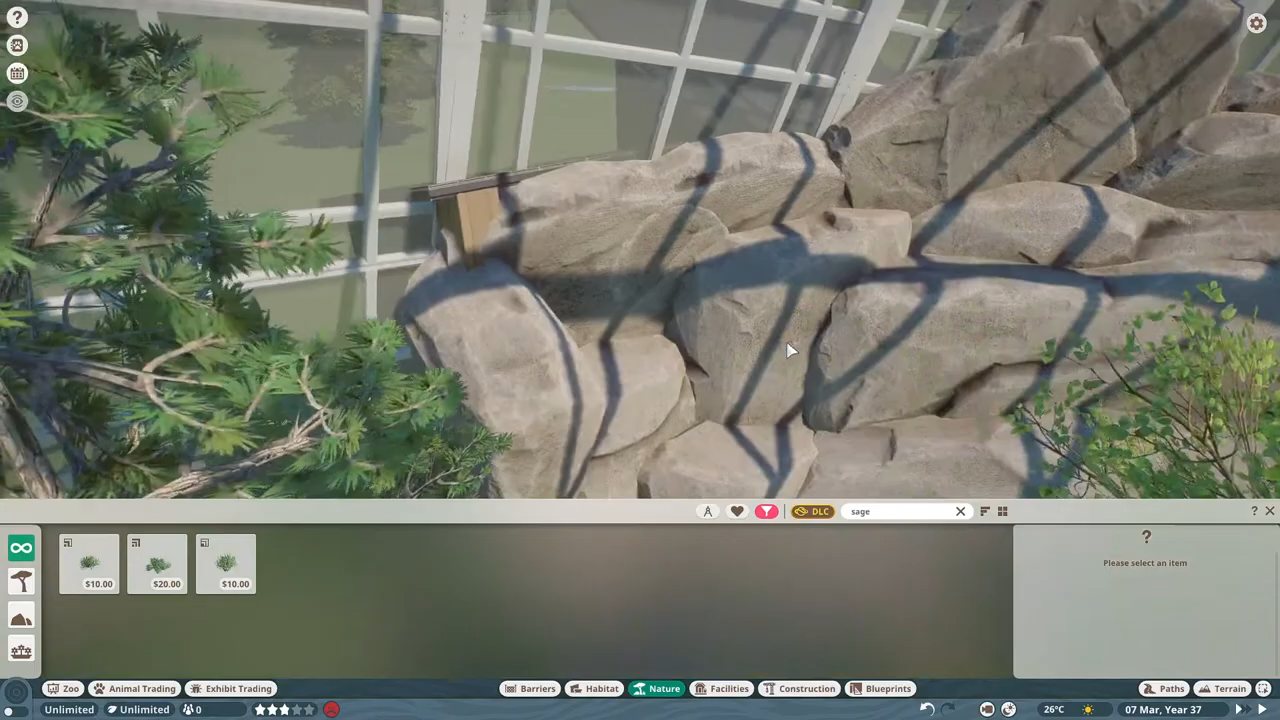 DLC sage
$10.00 $20.00 $10.00
?
Please select an item
Zoo Animal Trading Exhibit Trading Barriers Habitat Nature Facilities Construction Blueprints Paths Terrain
Unlimited Unlimited 0 26°C 07 Mar, Year 37